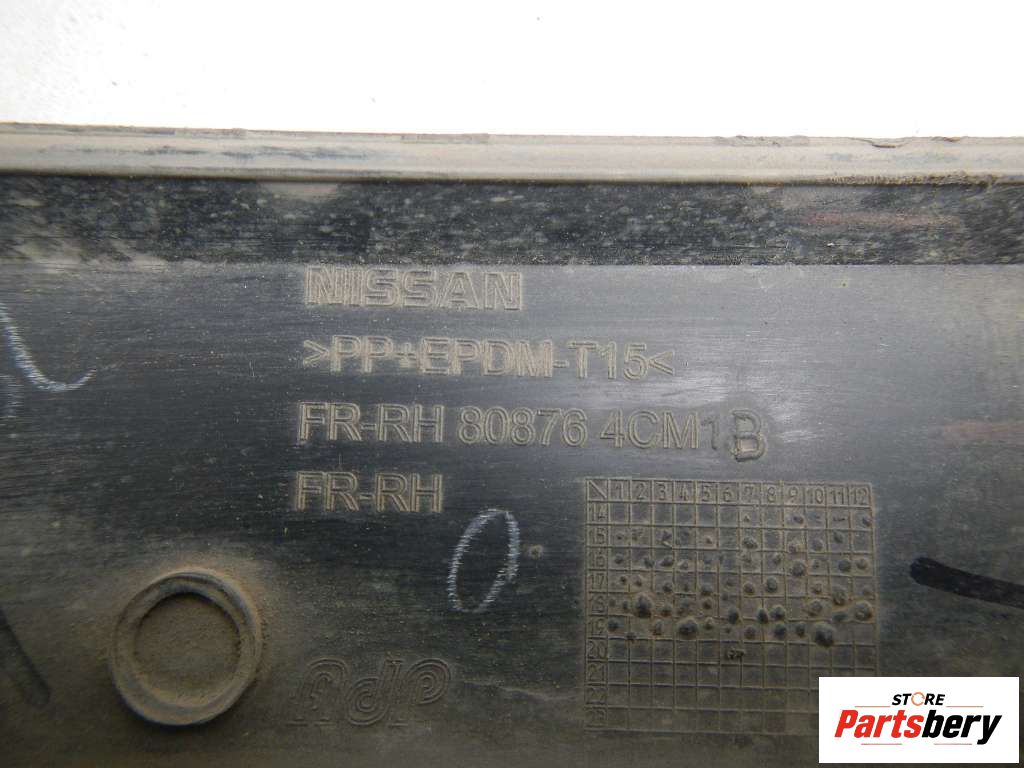 NISSAN
>PP+EPDM-T15<
FR-RH 80876 4CM1B
FR-RH
1 2 3 4 5 6 7 8 9 10 11 12
14
15
16
17
18
19
20
21
22
23
STORE
Partsbery